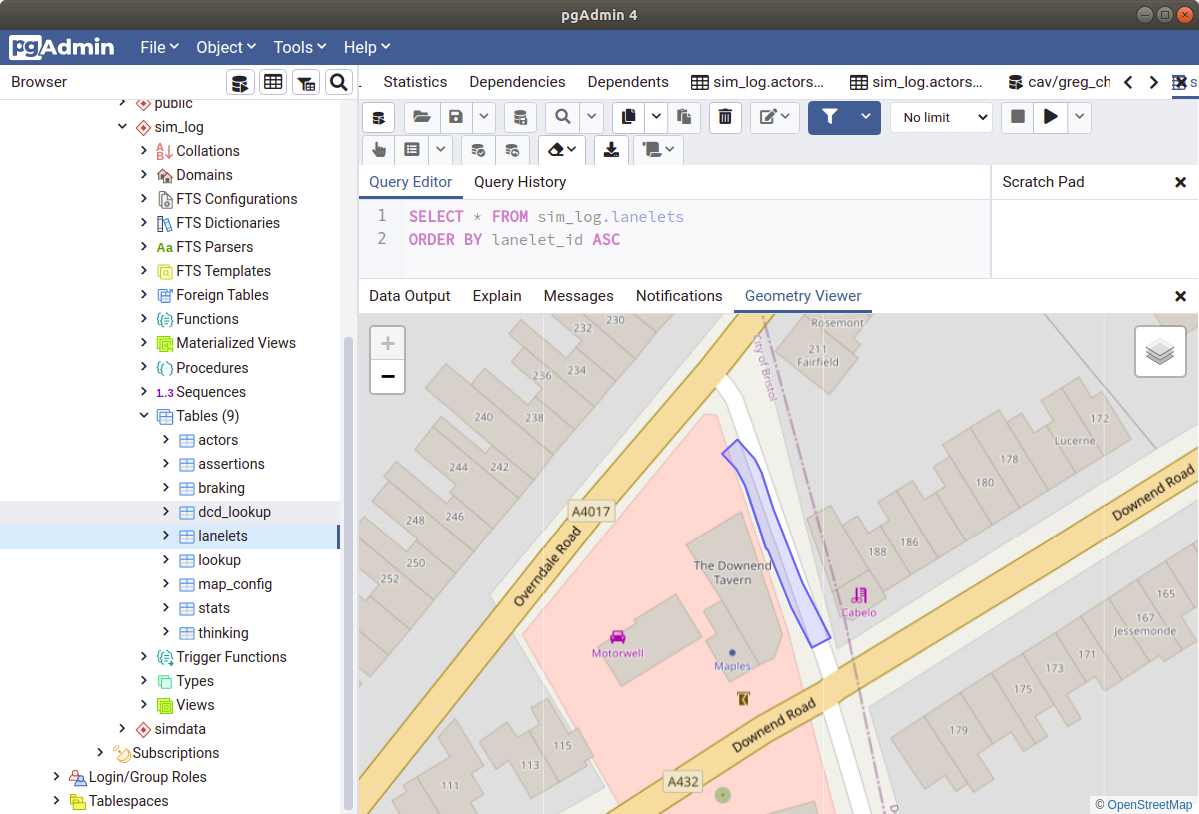 pgAdmin 4
pgAdmin
File
Object
Tools
Help
Browser
Statistics
Dependencies
Dependents
sim_log.actors...
sim_log.actors...
cav/greg_ch
No limit
public
sim_log
Collations
Domains
FTS Configurations
FTS Dictionaries
Aa FTS Parsers
FTS Templates
Foreign Tables
Functions
Materialized Views
Procedures
1..3 Sequences
Tables (9)
actors
assertions
braking
dcd_lookup
lanelets
lookup
map_config
stats
thinking
Trigger Functions
Types
Views
simdata
Subscriptions
Login/Group Roles
Tablespaces
Query Editor
Query History
Scratch Pad
1 SELECT * FROM sim_log.lanelets
2 ORDER BY lanelet_id ASC
Data Output
Explain
Messages
Notifications
Geometry Viewer
+
−
230
232
Rosemont
211
Fairfield
City of Bristol
234
236
238
240
242
244
246
248
250
252
172
Lucerne
178
180
186
188
A4017
Overndale Road
Downend Road
The Downend
Tavern
Cabelo
Motorwell
Maples
165
167
Jessemonde
171
173
175
179
Downend Road
A432
115
113
111
© OpenStreetMap